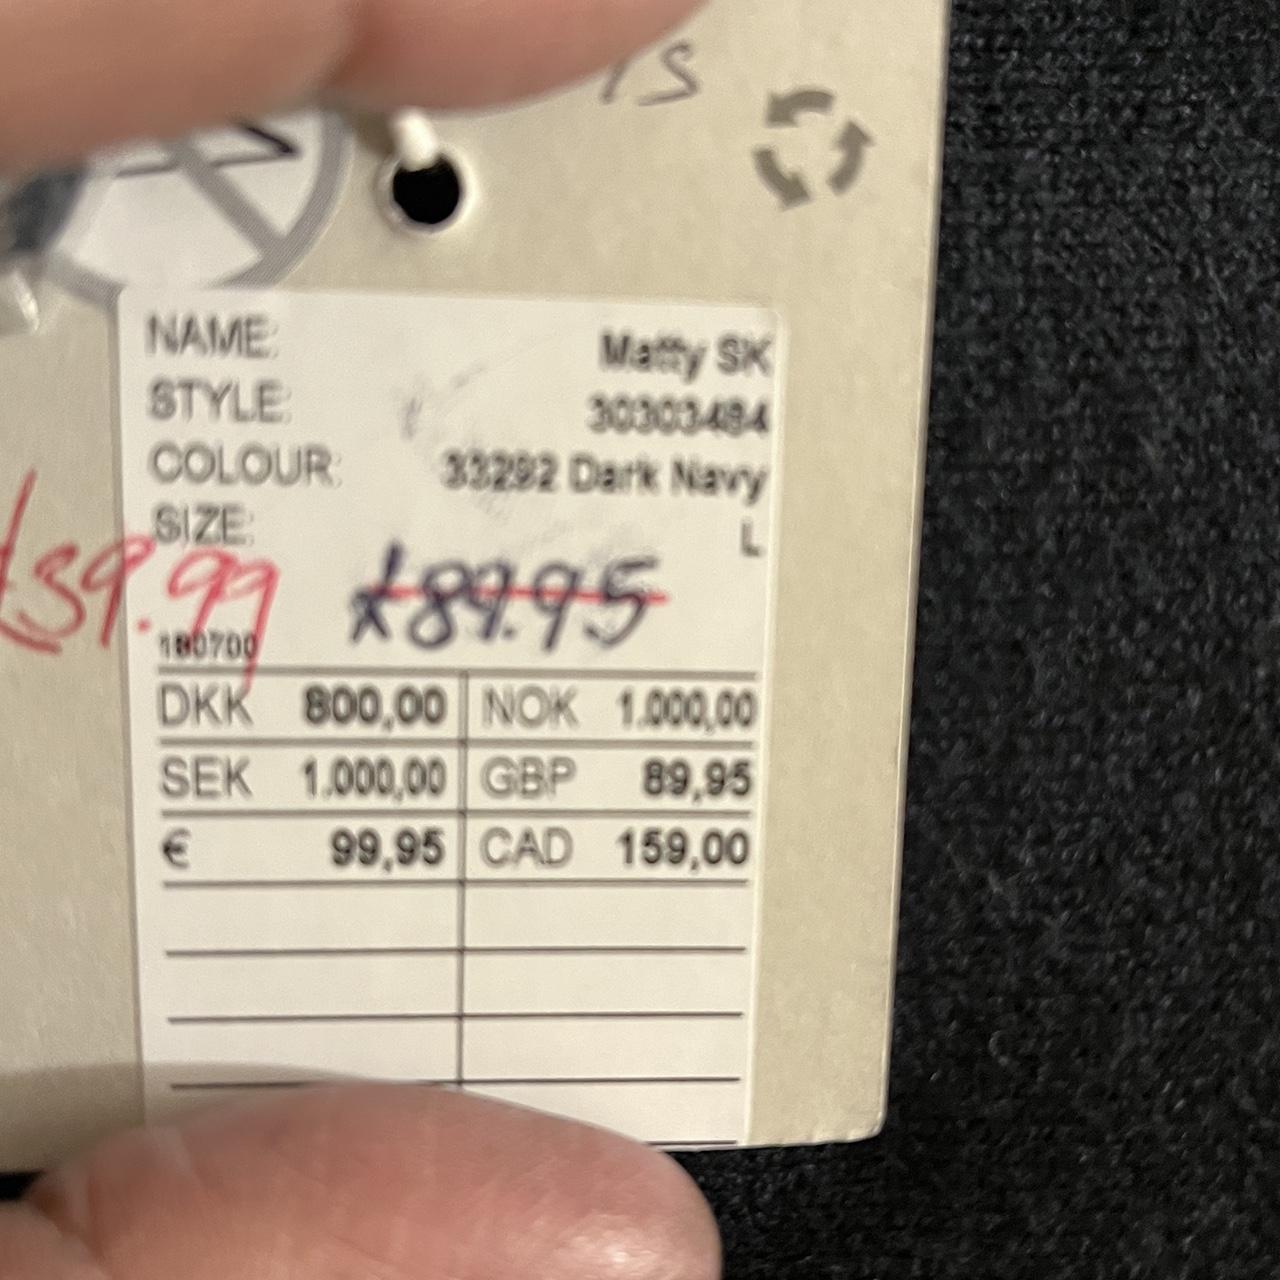 NAME: Matty SK
STYLE: 30303484
COLOUR: 33292 Dark Navy
SIZE: L
£39.99 £89.95
180700
DKK 800,00 NOK 1.000,00
SEK 1.000,00 GBP 89,95
€ 99,95 CAD 159,00